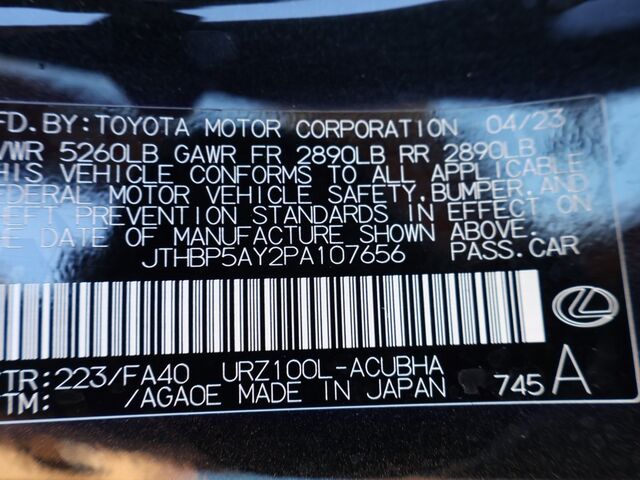 FD.BY:TOYOTA MOTOR CORPORATION 04/23
VWR 5260LB GAWR FR 2890LB RR 2890LB
HIS VEHICLE CONFORMS TO ALL APPLICABLE
EDERAL MOTOR VEHICLE SAFETY,BUMPER,AND
HEFT PREVENTION STANDARDS IN EFFECT ON
HE DATE OF MANUFACTURE SHOWN ABOVE.
JTHBP5AY2PA107656 PASS.CAR
TR:223/FA40 URZ100L-ACUBHA
TM: /AGAOE MADE IN JAPAN 745 A